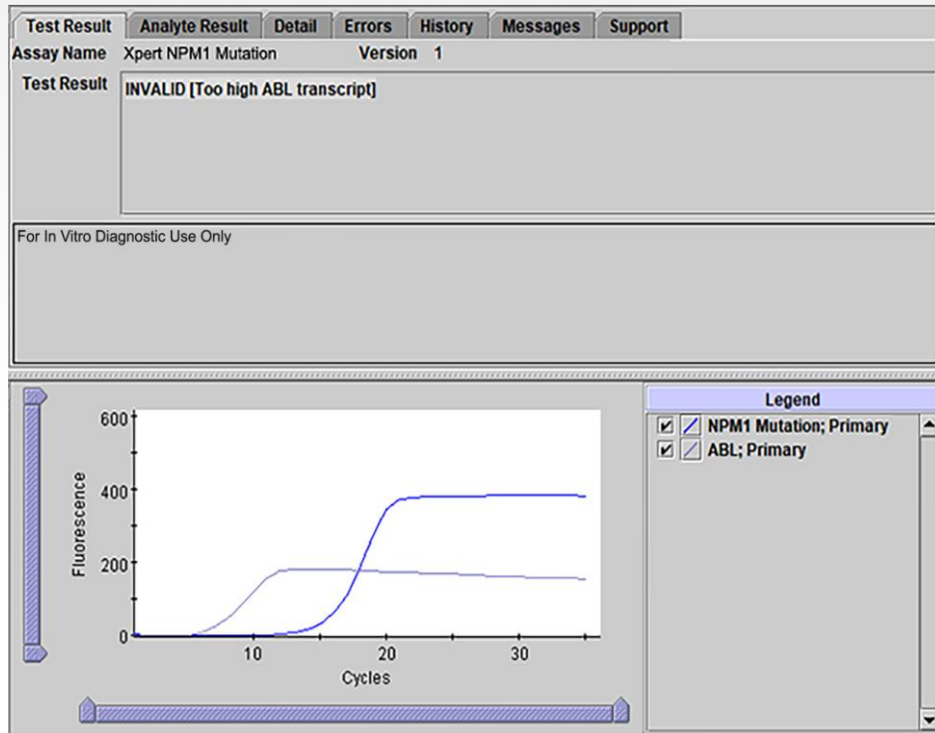 Test Result Analyte Result Detail Errors History Messages Support
Assay Name Xpert NPM1 Mutation Version 1
Test Result INVALID [Too high ABL transcript]
For In Vitro Diagnostic Use Only
600
400
200
0
10 20 30
Fluorescence
Cycles
Legend
NPM1 Mutation; Primary
ABL; Primary